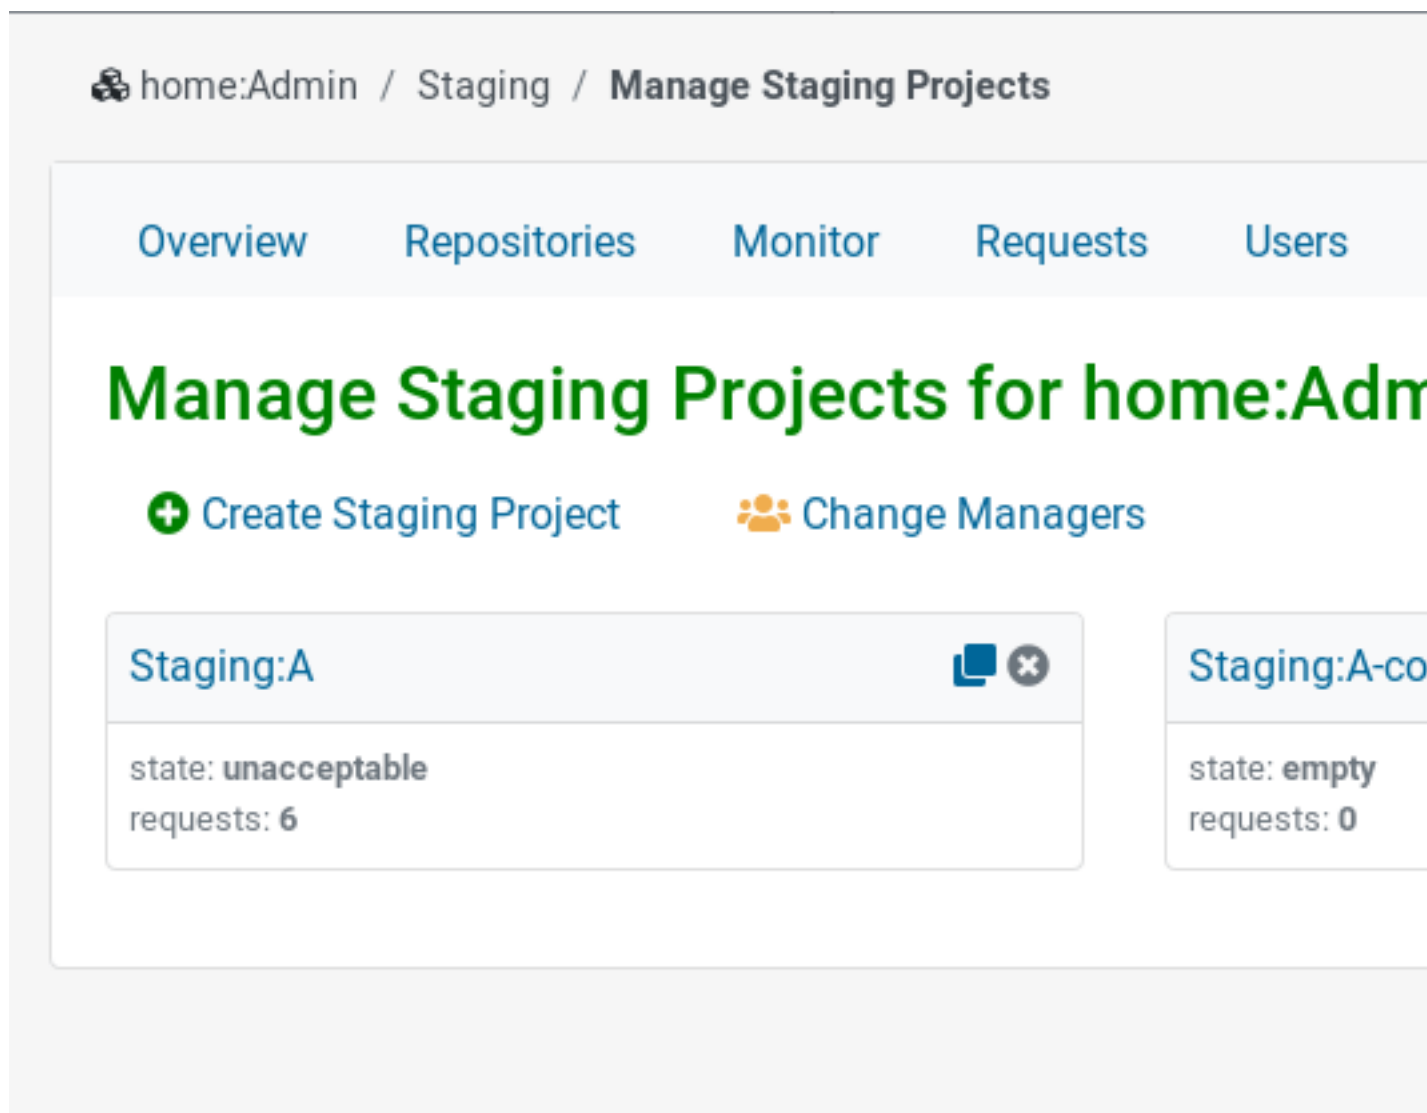 home:Admin / Staging / Manage Staging Projects
Overview Repositories Monitor Requests Users
Manage Staging Projects for home:Adm
Create Staging Project Change Managers
Staging:A Staging:A-co
state: unacceptable state: empty
requests: 6 requests: 0